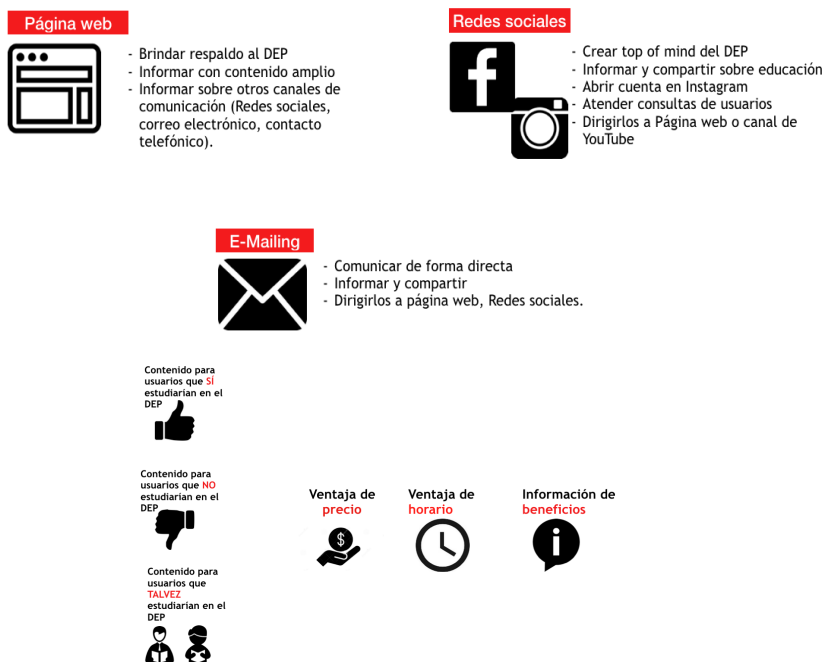 Página web
- Brindar respaldo al DEP
- Informar con contenido amplio
- Informar sobre otros canales de
comunicación (Redes sociales,
correo electrónico, contacto
telefónico).
Redes sociales
- Crear top of mind del DEP
- Informar y compartir sobre educación
- Abrir cuenta en Instagram
- Atender consultas de usuarios
- Dirigirlos a Página web o canal de
YouTube
E-Mailing
- Comunicar de forma directa
- Informar y compartir
- Dirigirlos a página web, Redes sociales.
Contenido para
usuarios que SÍ
estudiarían en el
DEP
Contenido para
usuarios que NO
estudiarían en el
DEP
Contenido para
usuarios que
TALVEZ
estudiarían en el
DEP
Ventaja de
precio
$
Ventaja de
horario
Información de
beneficios